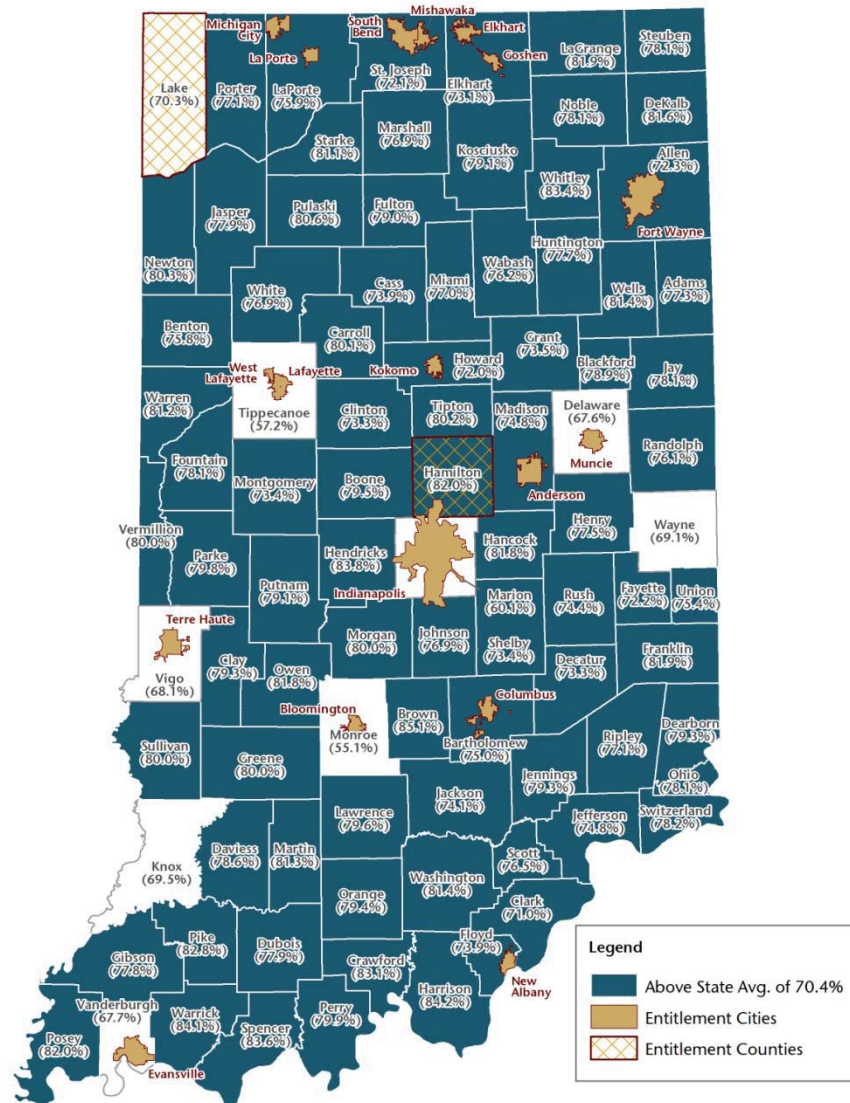 Mishawaka
Michigan
City
South
Bend
Elkhart
La Porte
Goshen
LaGrange
(81.9%)
Steuben
(78.1%)
Lake
(70.3%)
Porter
(77.1%)
LaPorte
(75.9%)
St. Joseph
(72.1%)
Elkhart
(73.1%)
Noble
(78.1%)
DeKalb
(81.6%)
Starke
(81.1%)
Marshall
(76.9%)
Kosciusko
(79.1%)
Whitley
(83.4%)
Allen
(72.3%)
Fort Wayne
Jasper
(77.9%)
Pulaski
(80.6%)
Fulton
(79.0%)
Newton
(80.3%)
White
(76.9%)
Cass
(73.9%)
Miami
(77.0%)
Wabash
(76.2%)
Huntington
(77.7%)
Wells
(81.4%)
Adams
(77.3%)
Benton
(75.8%)
Carroll
(80.1%)
West
Lafayette
Lafayette
Tippecanoe
(57.2%)
Kokomo
Howard
(72.0%)
Grant
(73.5%)
Blackford
(78.9%)
Jay
(78.1%)
Warren
(81.2%)
Clinton
(73.3%)
Tipton
(80.2%)
Madison
(74.8%)
Anderson
Delaware
(67.6%)
Muncie
Randolph
(76.1%)
Fountain
(78.1%)
Montgomery
(73.4%)
Boone
(79.5%)
Hamilton
(82.0%)
Henry
(77.5%)
Wayne
(69.1%)
Vermillion
(80.0%)
Parke
(79.8%)
Putnam
(79.1%)
Hendricks
(83.8%)
Indianapolis
Hancock
(81.8%)
Marion
(60.1%)
Rush
(74.4%)
Fayette
(72.2%)
Union
(75.4%)
Terre Haute
Vigo
(68.1%)
Clay
(79.3%)
Owen
(81.8%)
Morgan
(80.0%)
Johnson
(76.9%)
Shelby
(73.4%)
Decatur
(73.3%)
Franklin
(81.9%)
Bloomington
Monroe
(55.1%)
Brown
(85.1%)
Columbus
Bartholomew
(75.0%)
Ripley
(77.1%)
Dearborn
(79.3%)
Ohio
(78.1%)
Sullivan
(80.0%)
Greene
(80.0%)
Jennings
(79.3%)
Jackson
(74.1%)
Jefferson
(74.8%)
Switzerland
(78.2%)
Lawrence
(79.6%)
Knox
(69.5%)
Daviess
(78.6%)
Martin
(81.3%)
Scott
(76.5%)
Orange
(79.4%)
Washington
(81.4%)
Clark
(71.0%)
Floyd
(73.9%)
New
Albany
Gibson
(77.8%)
Pike
(82.8%)
Dubois
(77.9%)
Crawford
(83.1%)
Harrison
(84.2%)
Posey
(82.0%)
Vanderburgh
(67.7%)
Evansville
Warrick
(84.1%)
Spencer
(83.6%)
Perry
(79.9%)
Legend
Above State Avg. of 70.4%
Entitlement Cities
Entitlement Counties